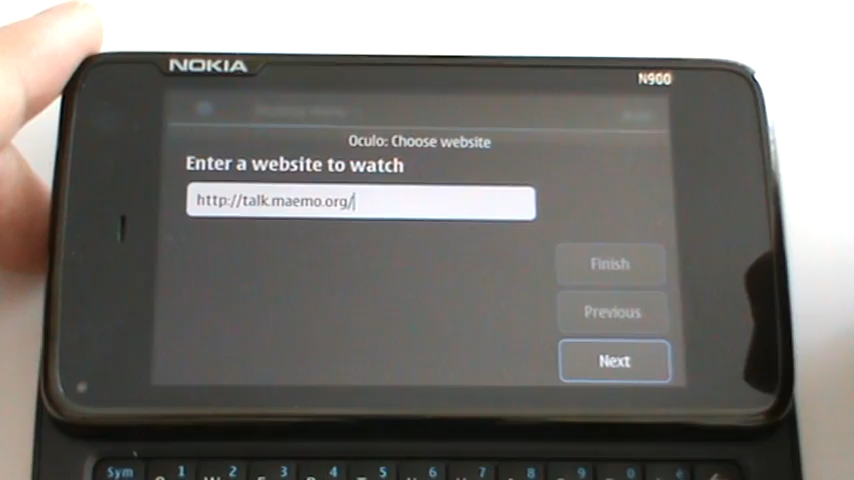 NOKIA
N900
Oculo: Choose website
Enter a website to watch
http://talk.maemo.org/
Finish
Previous
Next
Sym 1 2 3 4 5 6 7 8 9 0